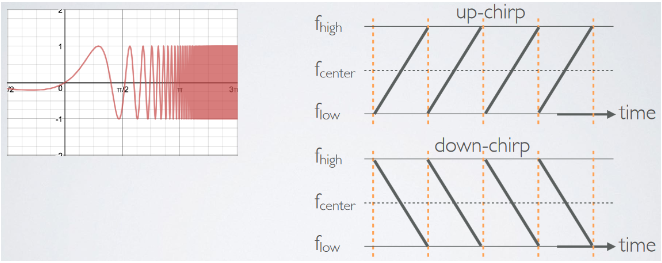 2
1
π/2
0
π/2
π
3π
-1
-2
up-chirp
fhigh
fcenter
flow
time
down-chirp
fhigh
fcenter
flow
time